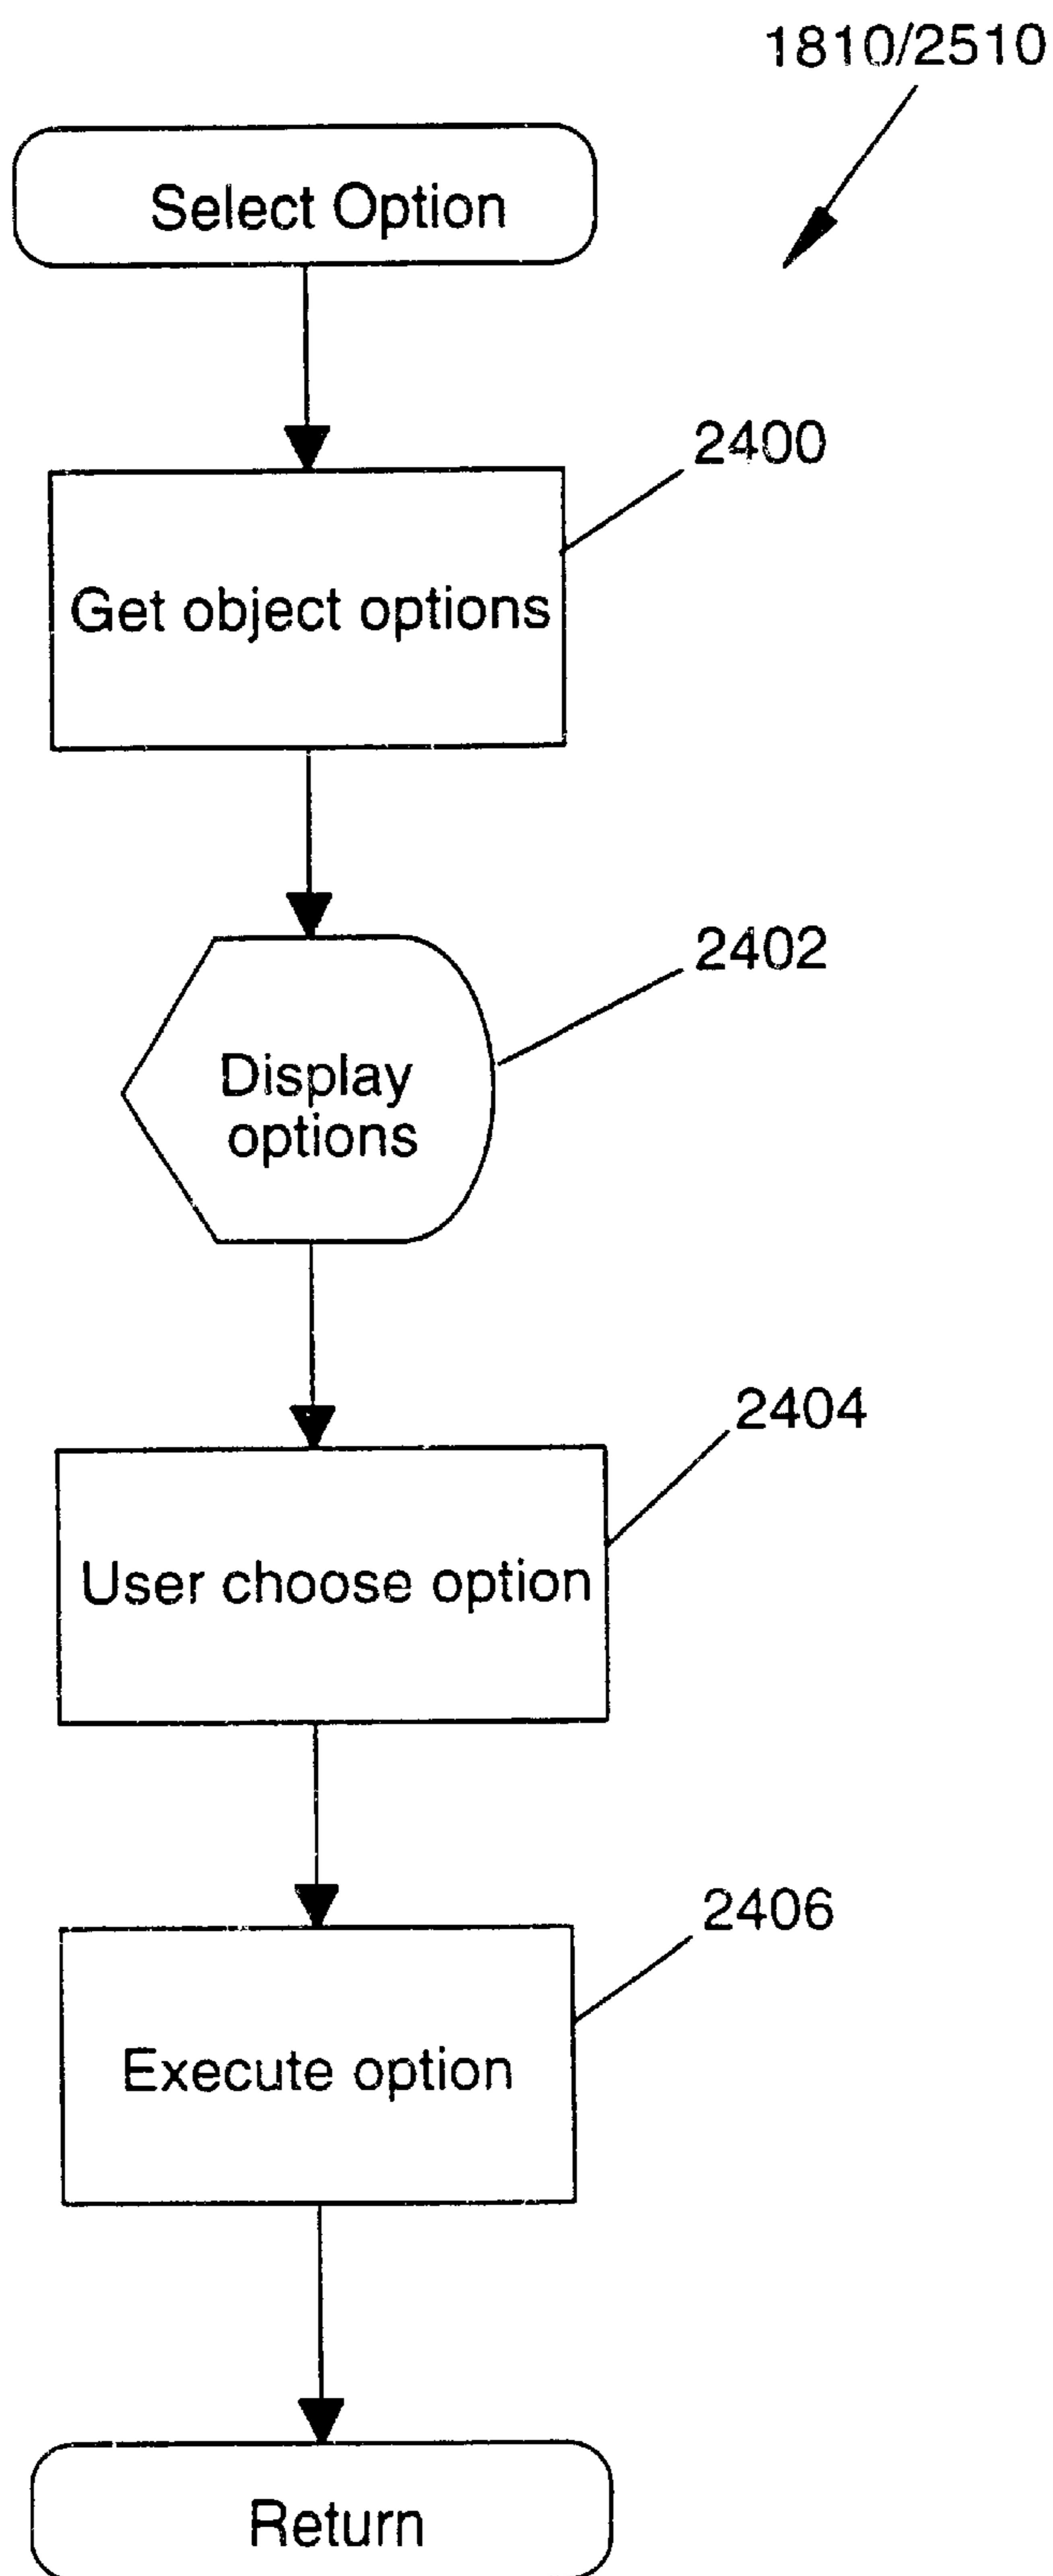 1810/2510
Select Option
2400
Get object options
2402
Display
options
2404
User choose option
2406
Execute option
Return